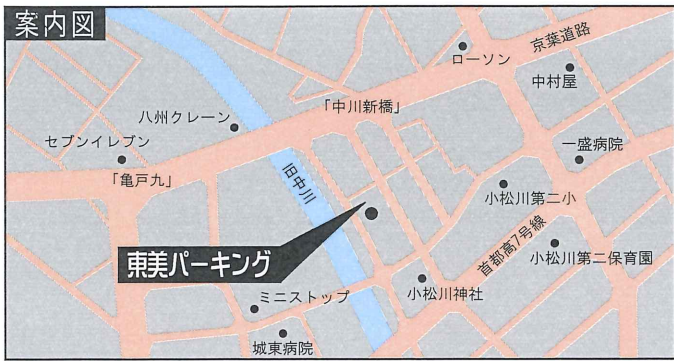 案内図
ローソン
京葉道路
中村屋
「中川新橋」
八州クレーン
セブンイレブン
一盛病院
「亀戸九」
旧中川
小松川第二小
首都高7号線
東美パーキング
小松川第二保育園
小松川神社
ミニストップ
城東病院